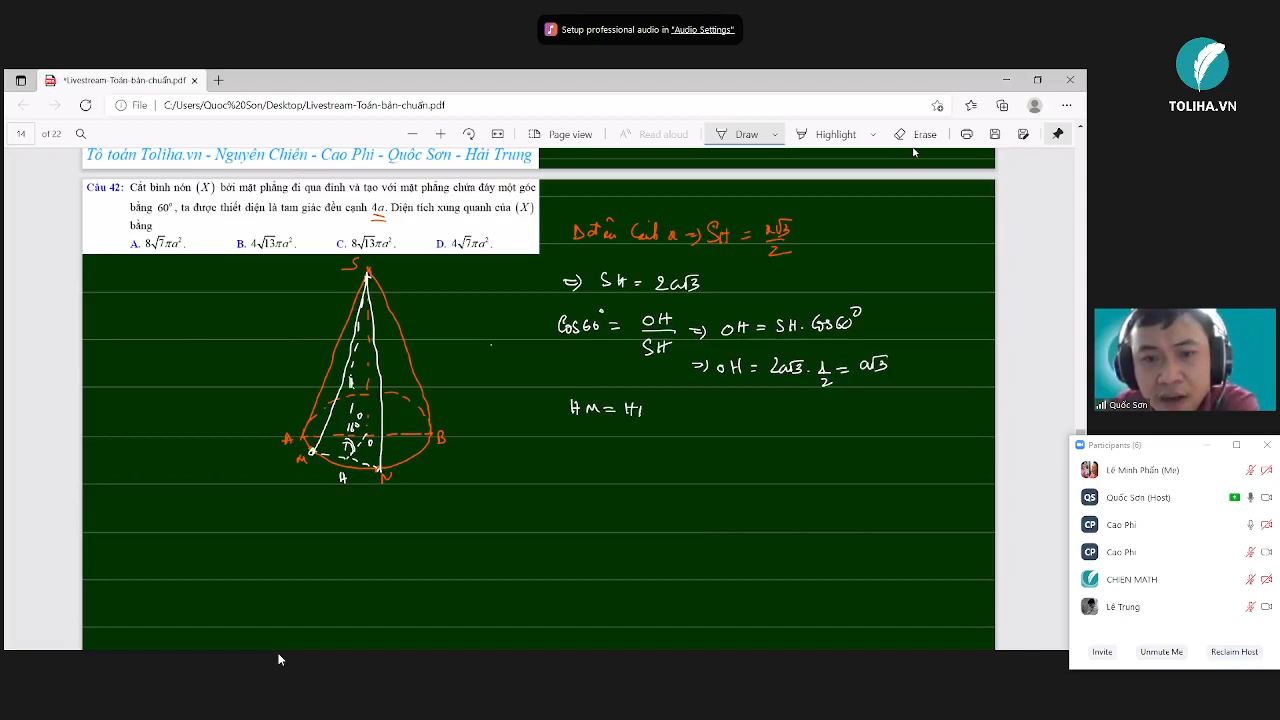 Setup professional audio in "Audio Settings"
TOLIHA.VN
*Livestream-Toán-bản-chuẩn.pdf
File C:/Users/Quoc%20Son/Desktop/Livestream-Toán-bản-chuẩn.pdf
14 of 22 Page view Read aloud Draw Highlight Erase
Tổ toán Toliha.vn - Nguyễn Chiến - Cao Phi - Quốc Sơn - Hải Trung
Câu 42: Cắt hình nón (X) bởi mặt phẳng đi qua đỉnh và tạo với mặt phẳng chứa đáy một góc
bằng 60°, ta được thiết diện là tam giác đều cạnh 4a. Diện tích xung quanh của (X)
bằng
A. 8√7πa². B. 4√13πa². C. 8√13πa². D. 4√7πa².
Δ đều cạnh a => SH = a√3/2
=> SH = 2a√3
Cos60° = OH/SH => OH = SH. Cos60°
=> OH = 2a√3. 1/2 = a√3
HM = H
S
A
B
M
H
N
Quốc Sơn
Participants (6)
Lê Minh Phấn (Me)
QS Quốc Sơn (Host)
CP Cao Phi
CP Cao Phi
CHIEN MATH
Lê Trung
Invite Unmute Me Reclaim Host